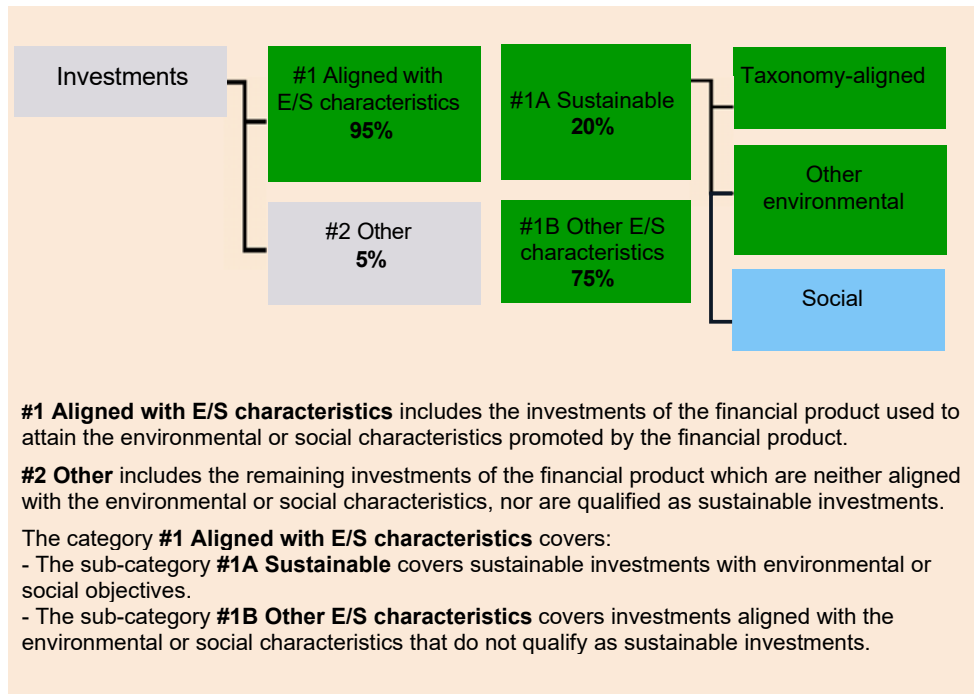 Investments
#1 Aligned with
E/S characteristics
95%
#2 Other
5%
#1A Sustainable
20%
#1B Other E/S
characteristics
75%
Taxonomy-aligned
Other
environmental
Social
#1 Aligned with E/S characteristics includes the investments of the financial product used to
attain the environmental or social characteristics promoted by the financial product.
#2 Other includes the remaining investments of the financial product which are neither aligned
with the environmental or social characteristics, nor are qualified as sustainable investments.
The category #1 Aligned with E/S characteristics covers:
- The sub-category #1A Sustainable covers sustainable investments with environmental or
social objectives.
- The sub-category #1B Other E/S characteristics covers investments aligned with the
environmental or social characteristics that do not qualify as sustainable investments.